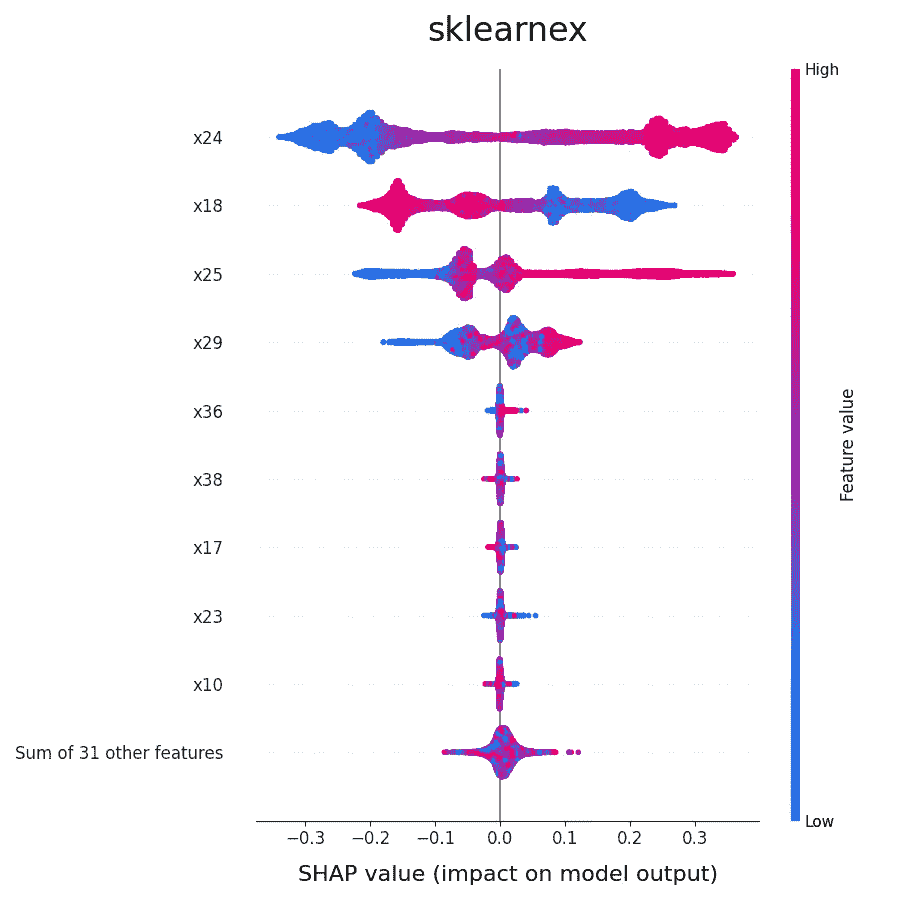 sklearnex
High
x24
x18
x25
x29
x36
x38
x17
x23
x10
Sum of 31 other features
Feature value
Low
−0.3 −0.2 −0.1 0.0 0.1 0.2 0.3
SHAP value (impact on model output)